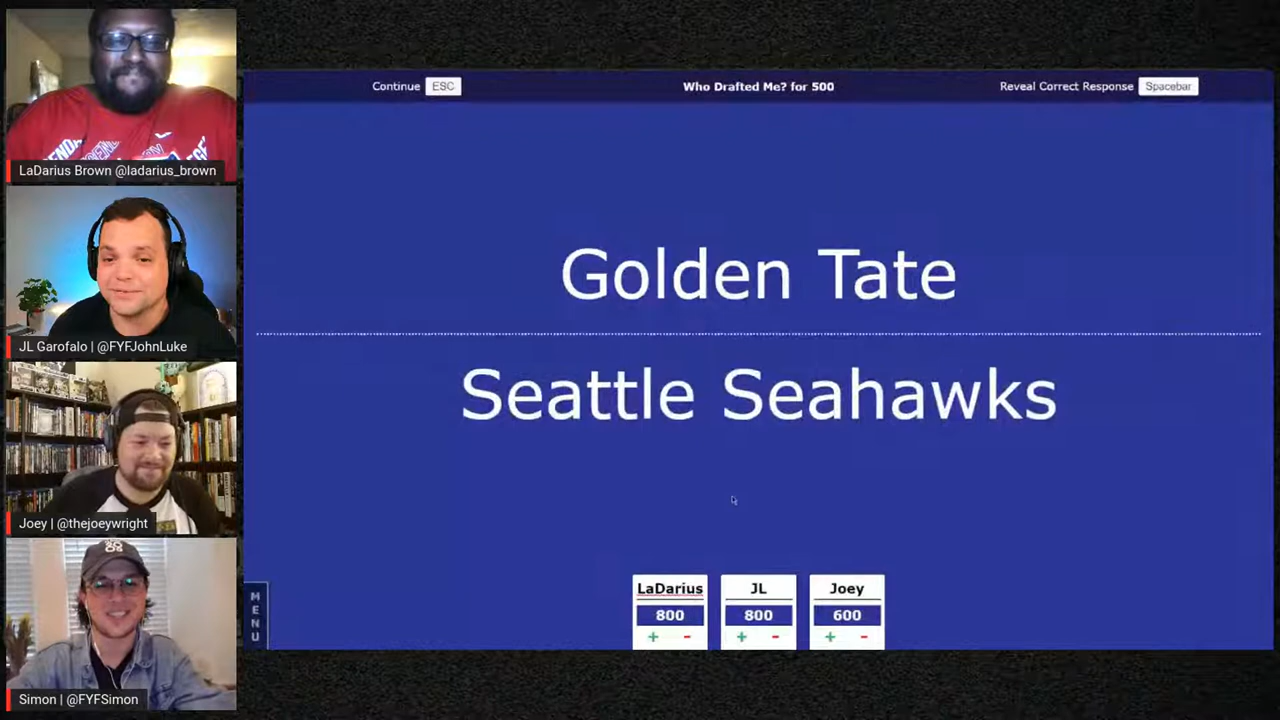 LaDarius Brown @ladarius_brown
JL Garofalo | @FYFJohnLuke
Joey | @thejoeywright
Simon | @FYFSimon
Continue ESC
Who Drafted Me? for 500
Reveal Correct Response Spacebar
Golden Tate
Seattle Seahawks
MENU
LaDarius JL Joey
800 800 600
+ - + - + -